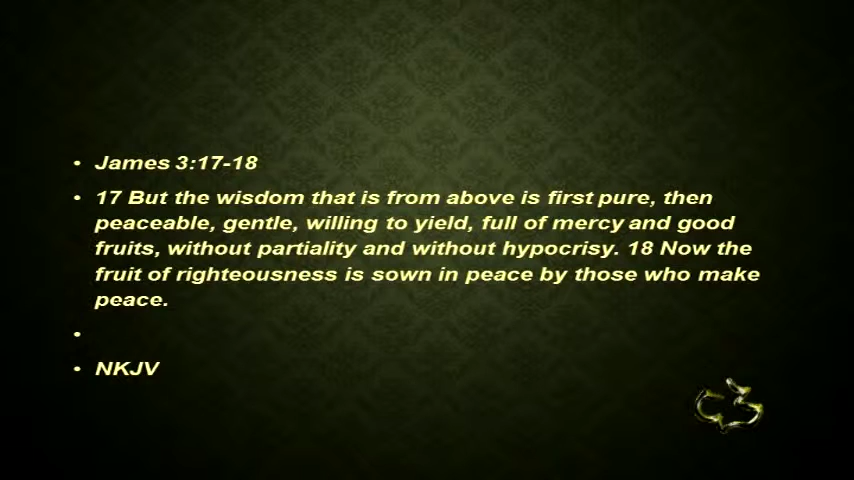 • James 3:17-18
• 17 But the wisdom that is from above is first pure, then
peaceable, gentle, willing to yield, full of mercy and good
fruits, without partiality and without hypocrisy. 18 Now the
fruit of righteousness is sown in peace by those who make
peace.
•
• NKJV
C3